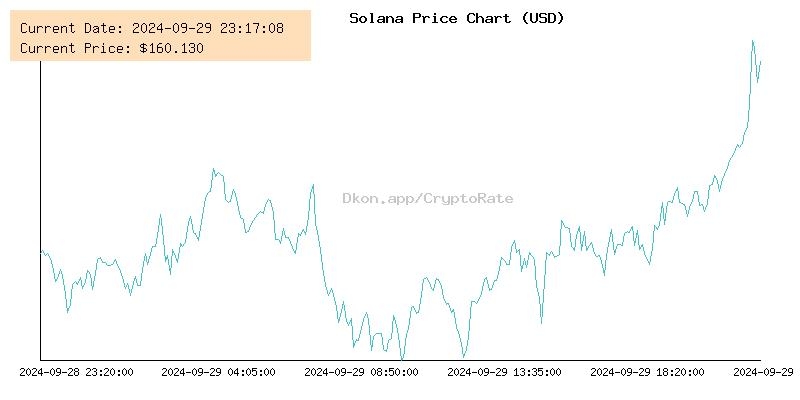 Solana Price Chart (USD)
Current Date: 2024-09-29 23:17:08
Current Price: $160.130
Dkon.app/CryptoRate
2024-09-28 23:20:00
2024-09-29 04:05:00
2024-09-29 08:50:00
2024-09-29 13:35:00
2024-09-29 18:20:00
2024-09-29